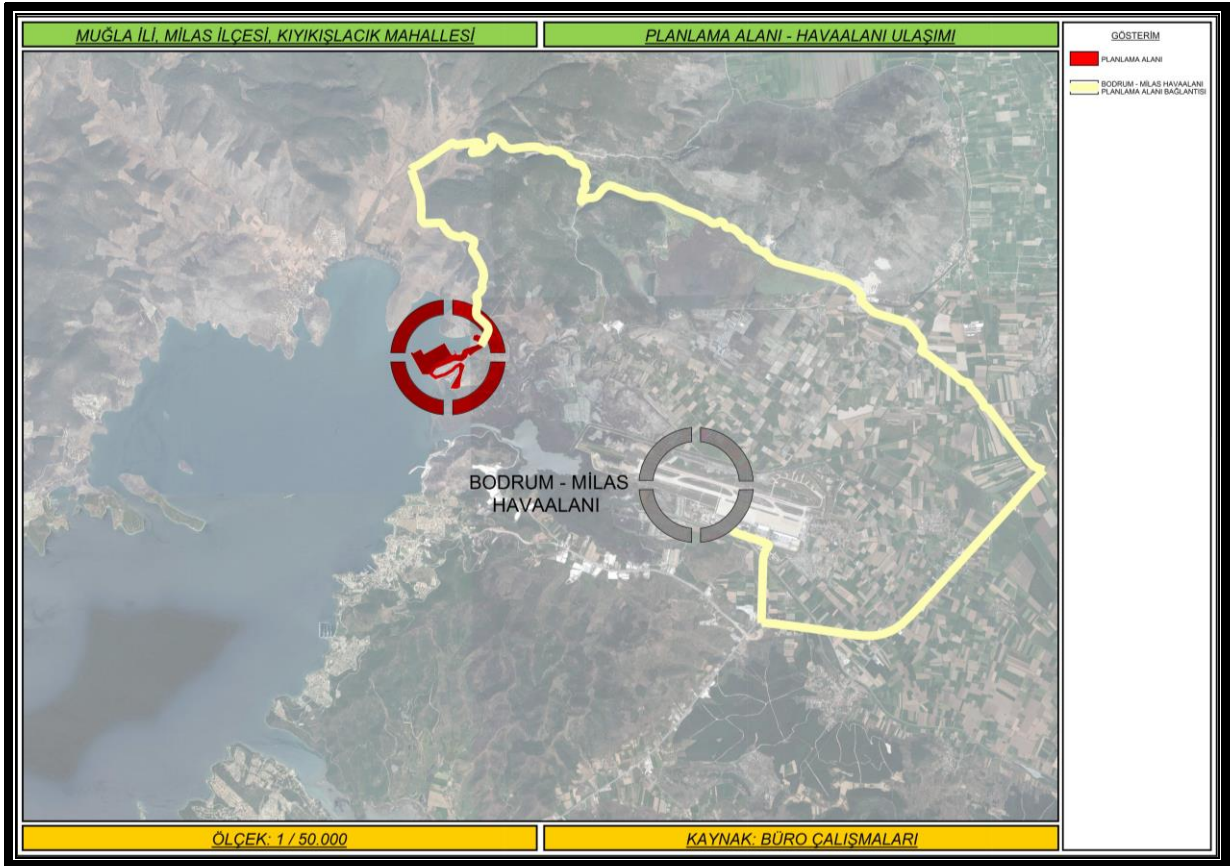 MUĞLA İLİ, MİLAS İLÇESİ, KIYIKIŞLACIK MAHALLESİ
PLANLAMA ALANI - HAVAALANI ULAŞIMI
GÖSTERİM
PLANLAMA ALANI
BODRUM - MİLAS HAVAALANI
PLANLAMA ALANI BAĞLANTISI
BODRUM - MİLAS
HAVAALANI
ÖLÇEK: 1 / 50.000
KAYNAK: BÜRO ÇALIŞMALARI